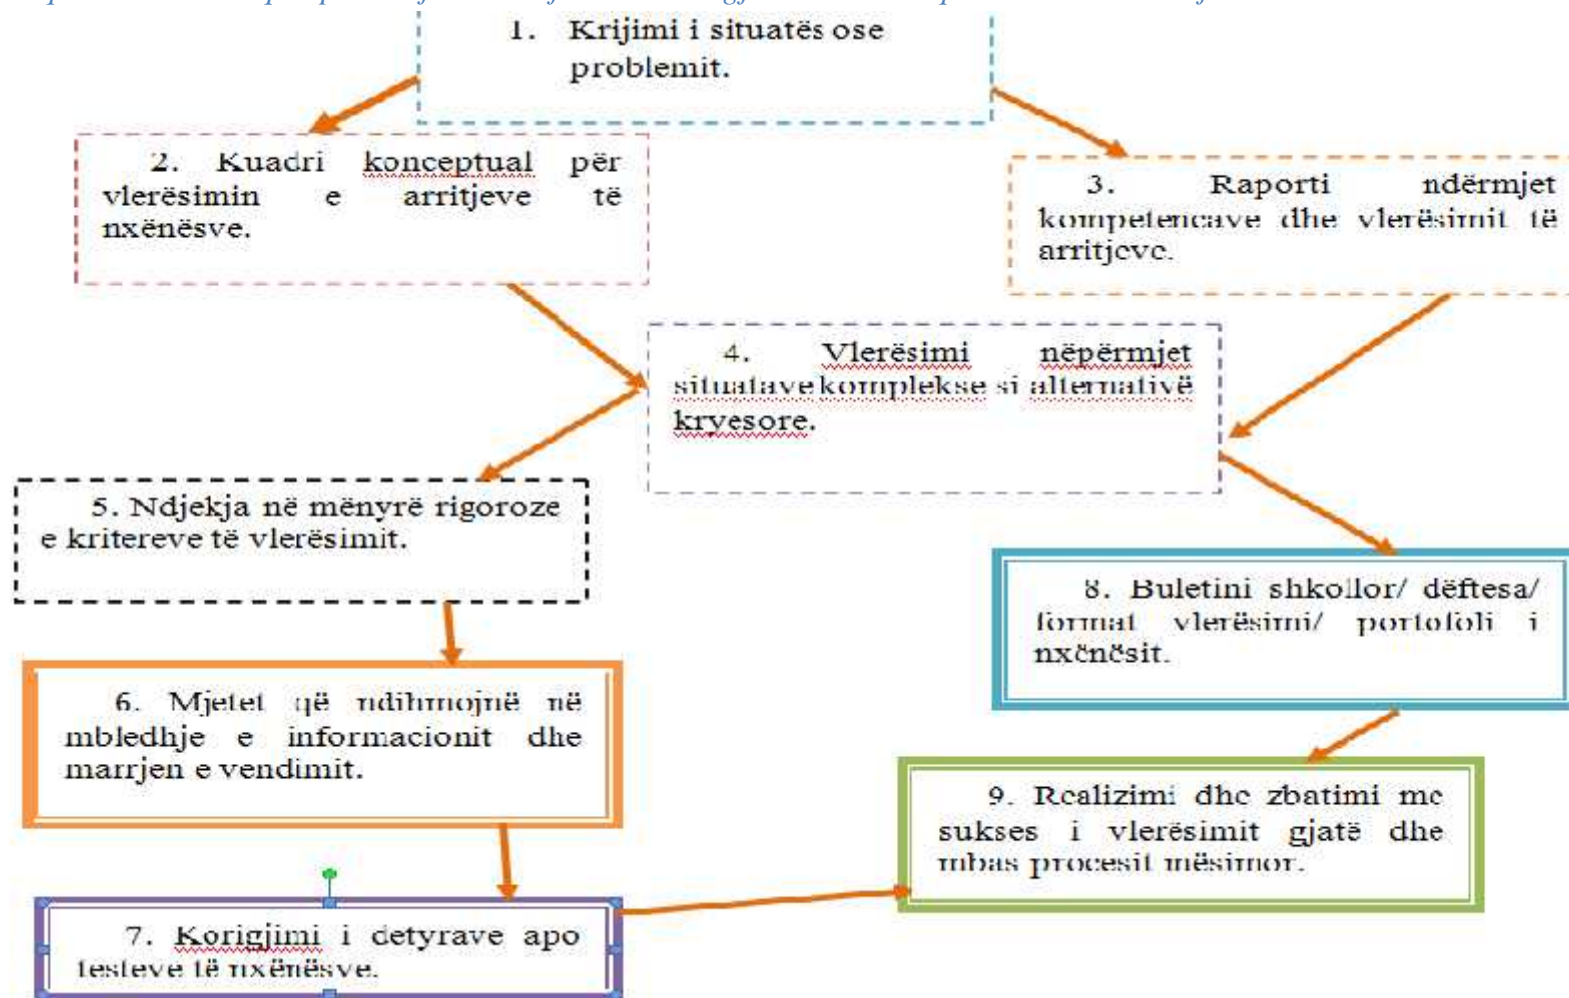 1. Krijimi i situatës ose
problemit.
2. Kuadri konceptual për
vlerësimin e arritjeve të
nxënësve.
3. Raporti ndërmjet
kompetencave dhe vlerësimit të
arritjeve.
4. Vlerësimi nëpërmjet
situatave komplekse si alternativë
kryesore.
5. Ndjekja në mënyrë rigoroze
e kritereve të vlerësimit.
6. Mjetet që ndihmojnë në
mbledhje e informacionit dhe
marrjen e vendimit.
7. Korigjimi i detyrave apo
testeve të nxënësve.
8. Buletini shkollor/ dëftesa/
format vlerësimi/ portofoli i
nxënësit.
9. Realizimi dhe zbatimi me
sukses i vlerësimit gjatë dhe
mbas procesit mësimor.